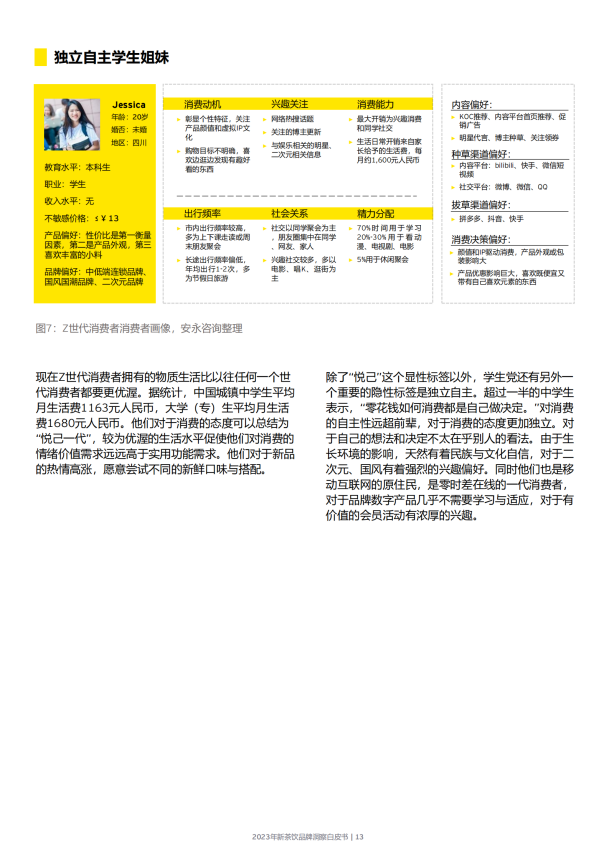 独立自主学生姐妹
Jessica
年龄：20岁
婚否：未婚
地区：四川
教育水平：本科生
职业：学生
收入水平：无
不敏感价格：≤￥13
产品偏好：性价比是第一衡量
因素，第二是产品外观，第三
喜欢丰富的小料
品牌偏好：中低端连锁品牌、
国风国潮品牌、二次元品牌
消费动机
彰显个性特征，关注
产品颜值和虚拟IP文
化
购物目标不明确，喜
欢边逛边发现有趣好
看的东西
兴趣关注
网络热搜话题
关注的博主更新
与娱乐相关的明星、
二次元相关信息
消费能力
最大开销为兴趣消费
和同学社交
生活日常开销来自家
长给予的生活费，每
月约1,600元人民币
出行频率
市内出行频率较高，
多为上下课走读或周
末朋友聚会
长途出行频率偏低，
年均出行1-2次，多
为节假日旅游
社会关系
社交以同学聚会为主
，朋友圈集中在同学
、网友、家人
兴趣社交较多，多以
电影、唱K、逛街为
主
精力分配
70%时间用于学习
20%-30%用于看动
漫、电视剧、电影
5%用于休闲聚会
内容偏好：
KOC推荐、内容平台首页推荐、促
销广告
明星代言、博主种草、关注领券
种草渠道偏好：
内容平台：bilibili、快手、微信短
视频
社交平台：微博、微信、QQ
拔草渠道偏好：
拼多多、抖音、快手
消费决策偏好：
颜值和IP驱动消费，产品外观或包
装影响大
产品优惠影响巨大，喜欢既便宜又
带有自己喜欢元素的东西
图7：Z世代消费者消费者画像，安永咨询整理
现在Z世代消费者拥有的物质生活比以往任何一个世
代消费者都要更优渥。据统计，中国城镇中学生平均
月生活费1163元人民币，大学（专）生平均月生活
费1680元人民币。他们对于消费的态度可以总结为
“悦己一代”，较为优渥的生活水平促使他们对消费的
情绪价值需求远远高于实用功能需求。他们对于新品
的热情高涨，愿意尝试不同的新鲜口味与搭配。
除了“悦己”这个显性标签以外，学生党还有另外一
个重要的隐性标签是独立自主。超过一半的中学生
表示，“零花钱如何消费都是自己做决定。”对消费
的自主性远超前辈，对于消费的态度更加独立。对
于自己的想法和决定不太在乎别人的看法。由于生
长环境的影响，天然有着民族与文化自信，对于二
次元、国风有着强烈的兴趣偏好。同时他们也是移
动互联网的原住民，是零时差在线的一代消费者，
对于品牌数字产品几乎不需要学习与适应，对于有
价值的会员活动有浓厚的兴趣。
2023年新茶饮品牌洞察白皮书 | 13